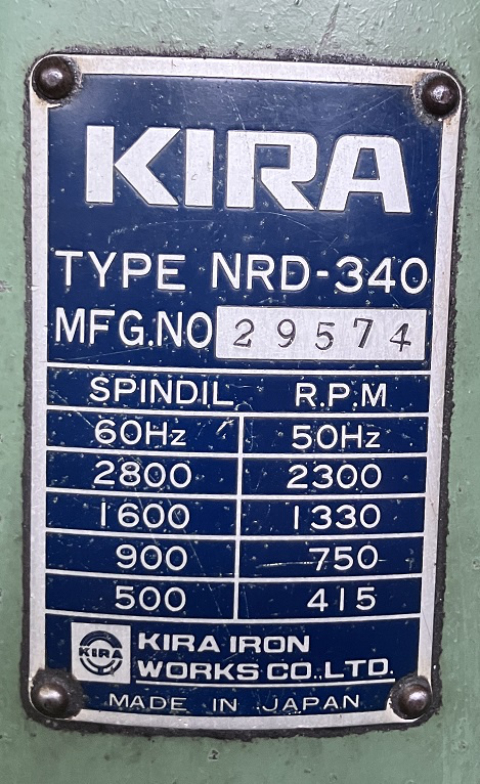 KIRA
TYPE NRD-340
MFG.NO 29574
SPINDIL R.P.M
60Hz 50Hz
2800 2300
1600 1330
900 750
500 415
KIRA KIRA IRON
WORKS CO.,LTD.
MADE IN JAPAN